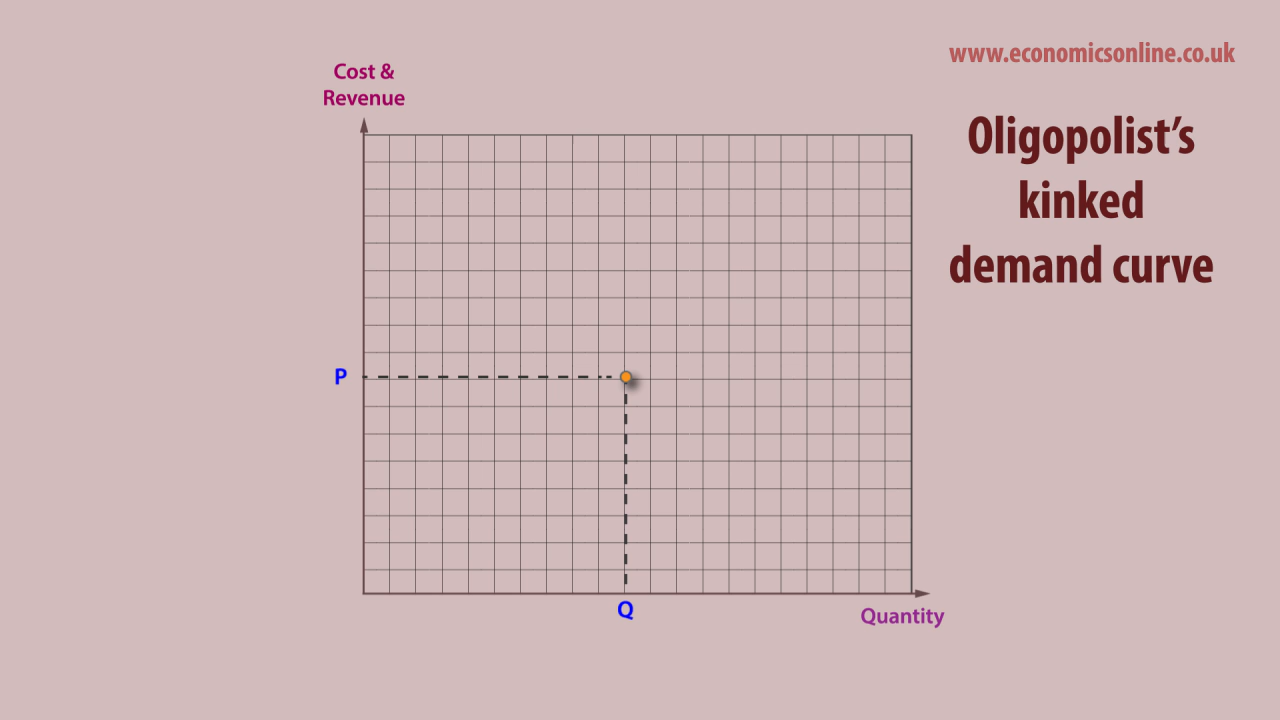 www.economicsonline.co.uk
Cost &
Revenue
Oligopolist’s
kinked
demand curve
P
Q
Quantity